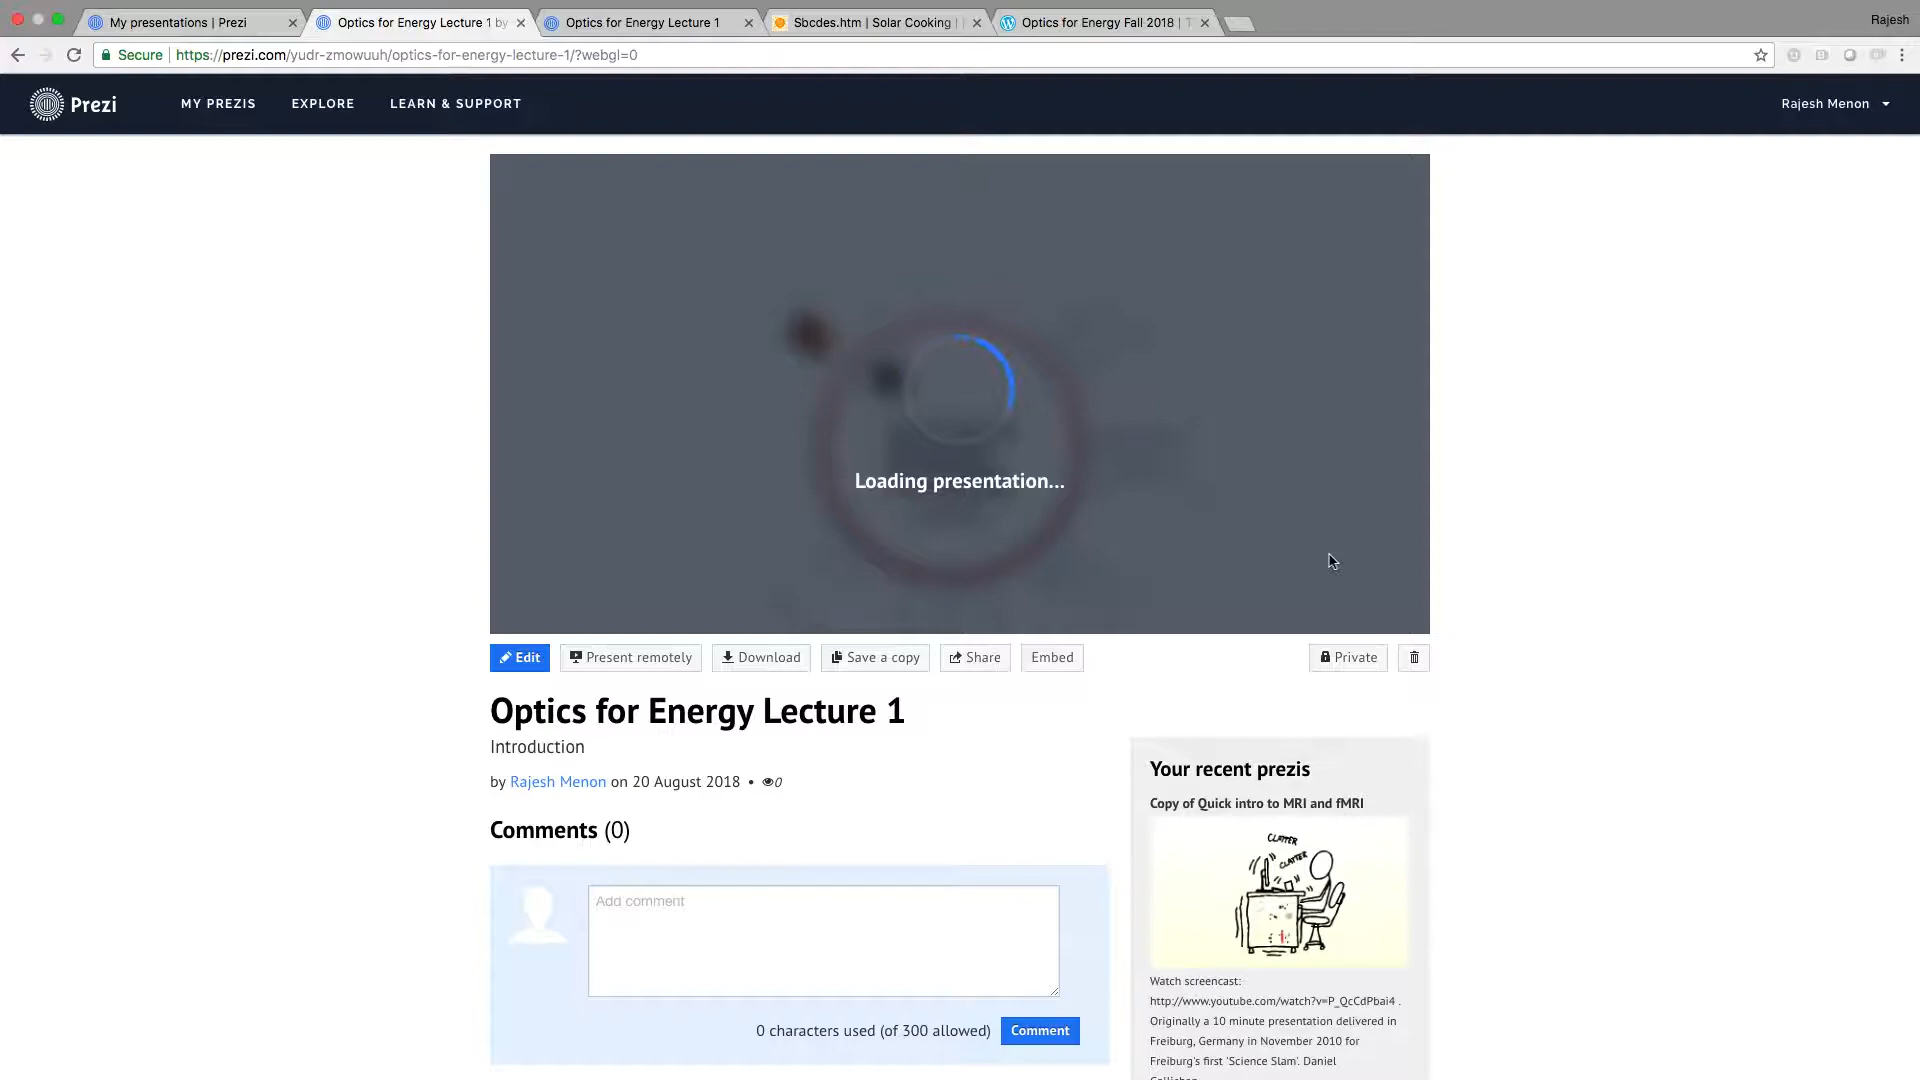 My presentations | Prezi
Optics for Energy Lecture 1 by
Optics for Energy Lecture 1
Sbcdes.htm | Solar Cooking |
Optics for Energy Fall 2018 | T
Rajesh
Secure
https://prezi.com/yudr-zmowuuh/optics-for-energy-lecture-1/?webgl=0
Prezi
MY PREZIS
EXPLORE
LEARN & SUPPORT
Rajesh Menon
Loading presentation...
Edit
Present remotely
Download
Save a copy
Share
Embed
Private
Optics for Energy Lecture 1
Introduction
by Rajesh Menon on 20 August 2018 • 0
Comments (0)
Add comment
0 characters used (of 300 allowed)
Comment
Your recent prezis
Copy of Quick intro to MRI and fMRI
CLATTER
CLATTER
Watch screencast:
http://www.youtube.com/watch?v=P_QcCdPbai4 .
Originally a 10 minute presentation delivered in
Freiburg, Germany in November 2010 for
Freiburg's first 'Science Slam'. Daniel